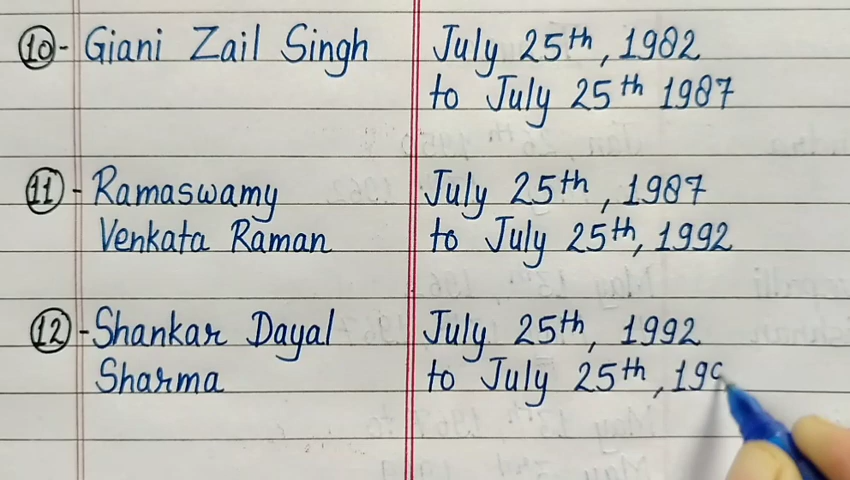 10- Giani Zail Singh July 25th, 1982
to July 25th 1987
11- Ramaswamy July 25th, 1987
Venkata Raman to July 25th, 1992
12- Shankar Dayal July 25th, 1992
Sharma to July 25th, 199